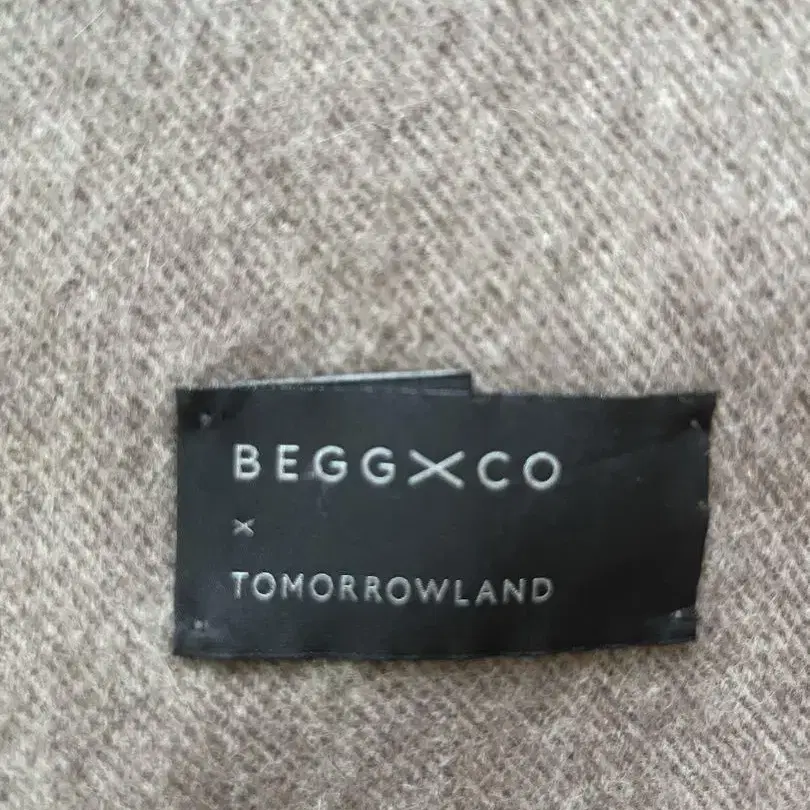 BEGG×CO
×
TOMORROWLAND